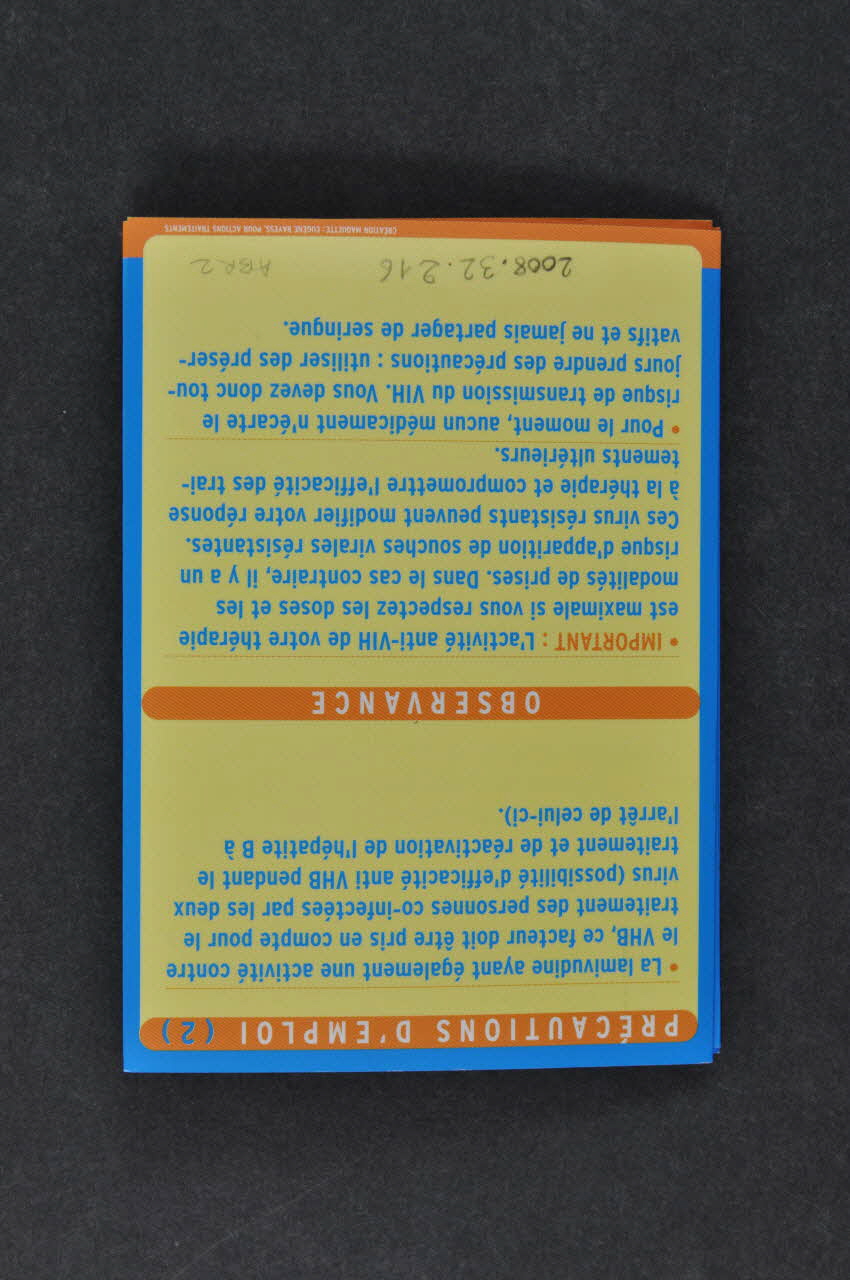 PRÉCAUTIONS D'EMPLOI (2)
• La lamivudine ayant également une activité contre
le VHB, ce facteur doit être pris en compte pour le
traitement des personnes co-infectées par les deux
virus (possibilité d'efficacité anti VHB pendant le
traitement et de réactivation de l'hépatite B à
l'arrêt de celui-ci).
OBSERVANCE
• IMPORTANT : L'activité anti-VIH de votre thérapie
est maximale si vous respectez les doses et les
modalités de prises. Dans le cas contraire, il y a un
risque d'apparition de souches virales résistantes.
Ces virus résistants peuvent modifier votre réponse
à la thérapie et compromettre l'efficacité des trai-
tements ultérieurs.
• Pour le moment, aucun médicament n'écarte le
risque de transmission du VIH. Vous devez donc tou-
jours prendre des précautions : utiliser des préser-
vatifs et ne jamais partager de seringue.
2008.32.216 ABR2
CRÉATION MAQUETTE : EUGÈNE RAYESS, POUR ACTIONS TRAITEMENTS